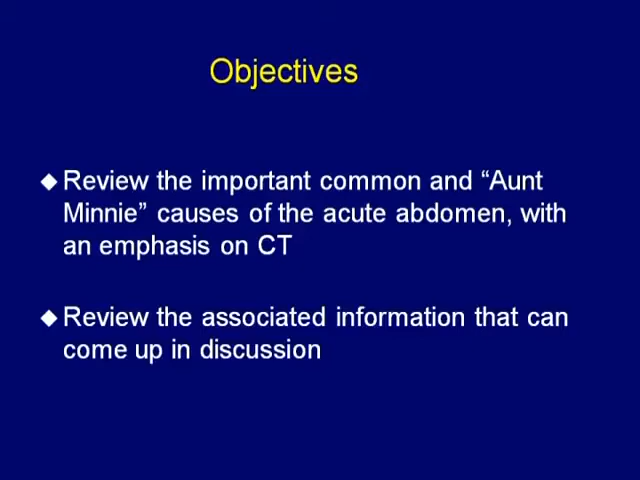 Objectives
◆ Review the important common and “Aunt
Minnie” causes of the acute abdomen, with
an emphasis on CT
◆ Review the associated information that can
come up in discussion